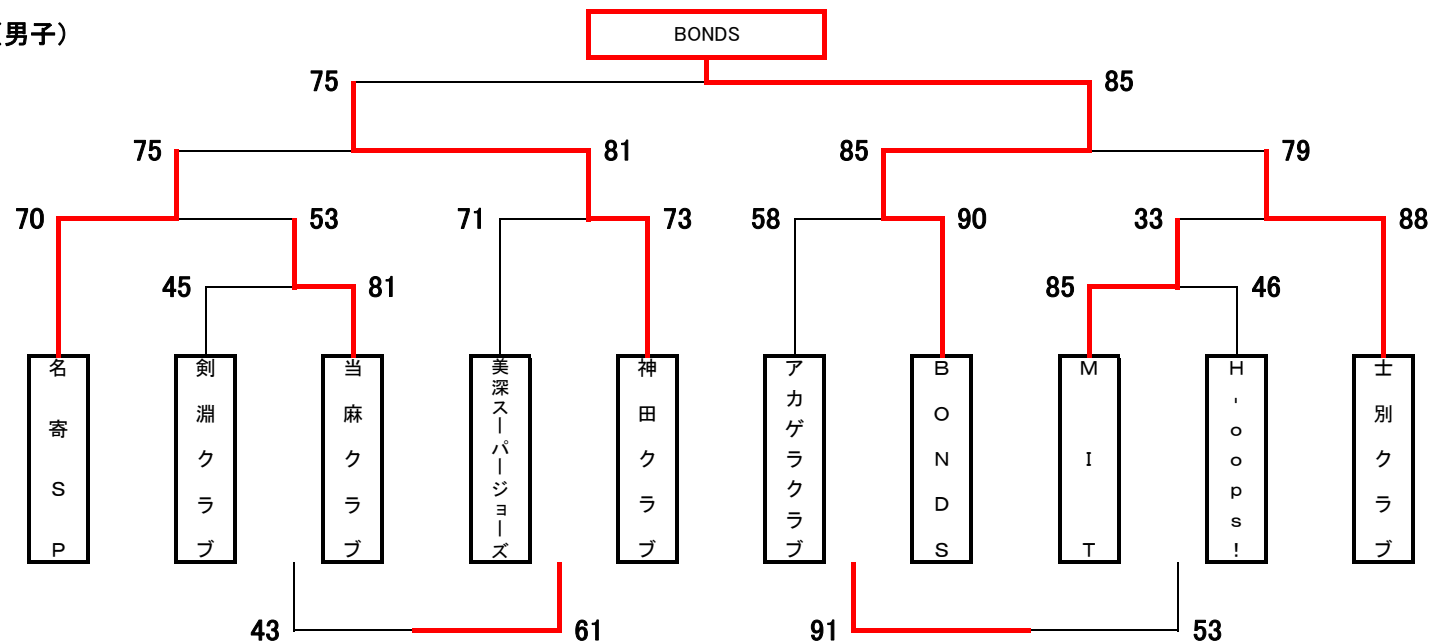 （男子）
BONDS
75
85
75
81
85
79
70
53
71
73
58
90
33
88
45
81
85
46
名寄SP
剣淵クラブ
当麻クラブ
美深スーパージョーズ
神田クラブ
アカゲラクラブ
BONDS
MIT
H'oops!
士別クラブ
43
61
91
53